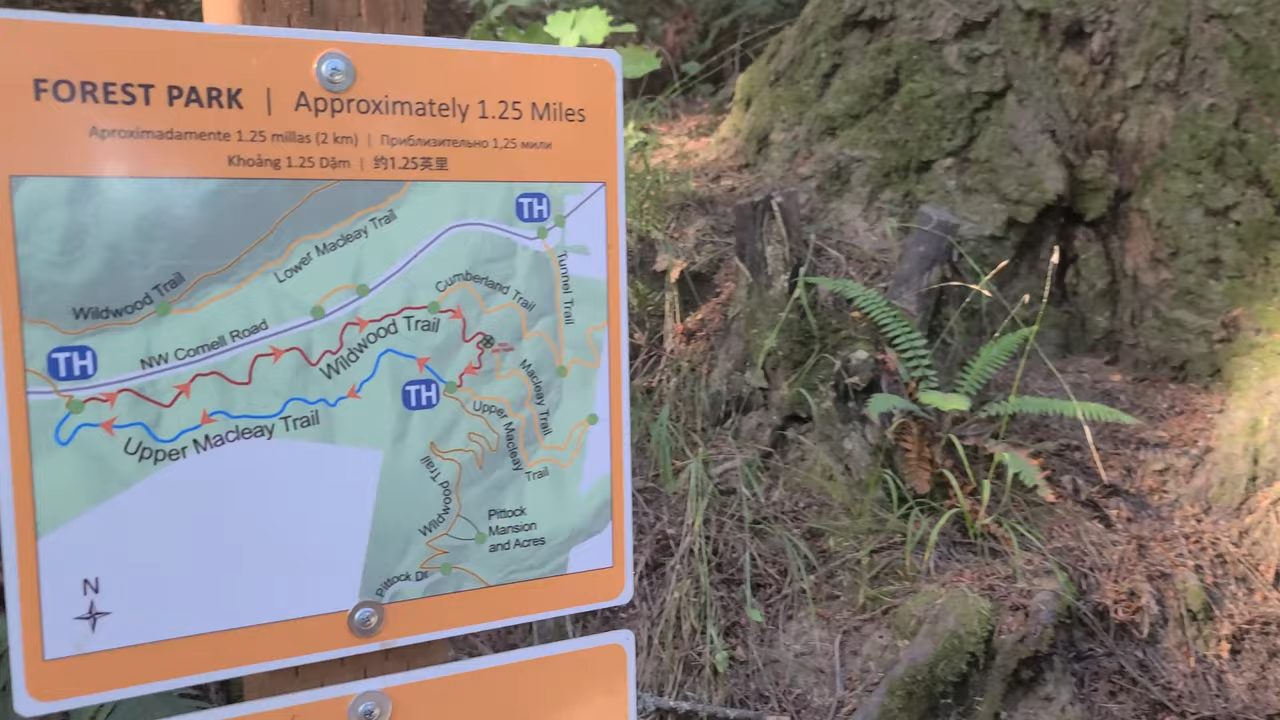 FOREST PARK | Approximately 1.25 Miles
Aproximadamente 1.25 millas (2 km) | Приблизительно 1,25 мили
Khoảng 1.25 Dặm | 约1.25英里
TH
Lower Macleay Trail
Wildwood Trail
Tunnel Trail
Cumberland Trail
NW Cornell Road
Wildwood Trail
TH
TH
Macleay Trail
Upper Macleay Trail
Upper Macleay Trail
Wildwood Trail
Pittock
Mansion
and Acres
Pittock Dr
N